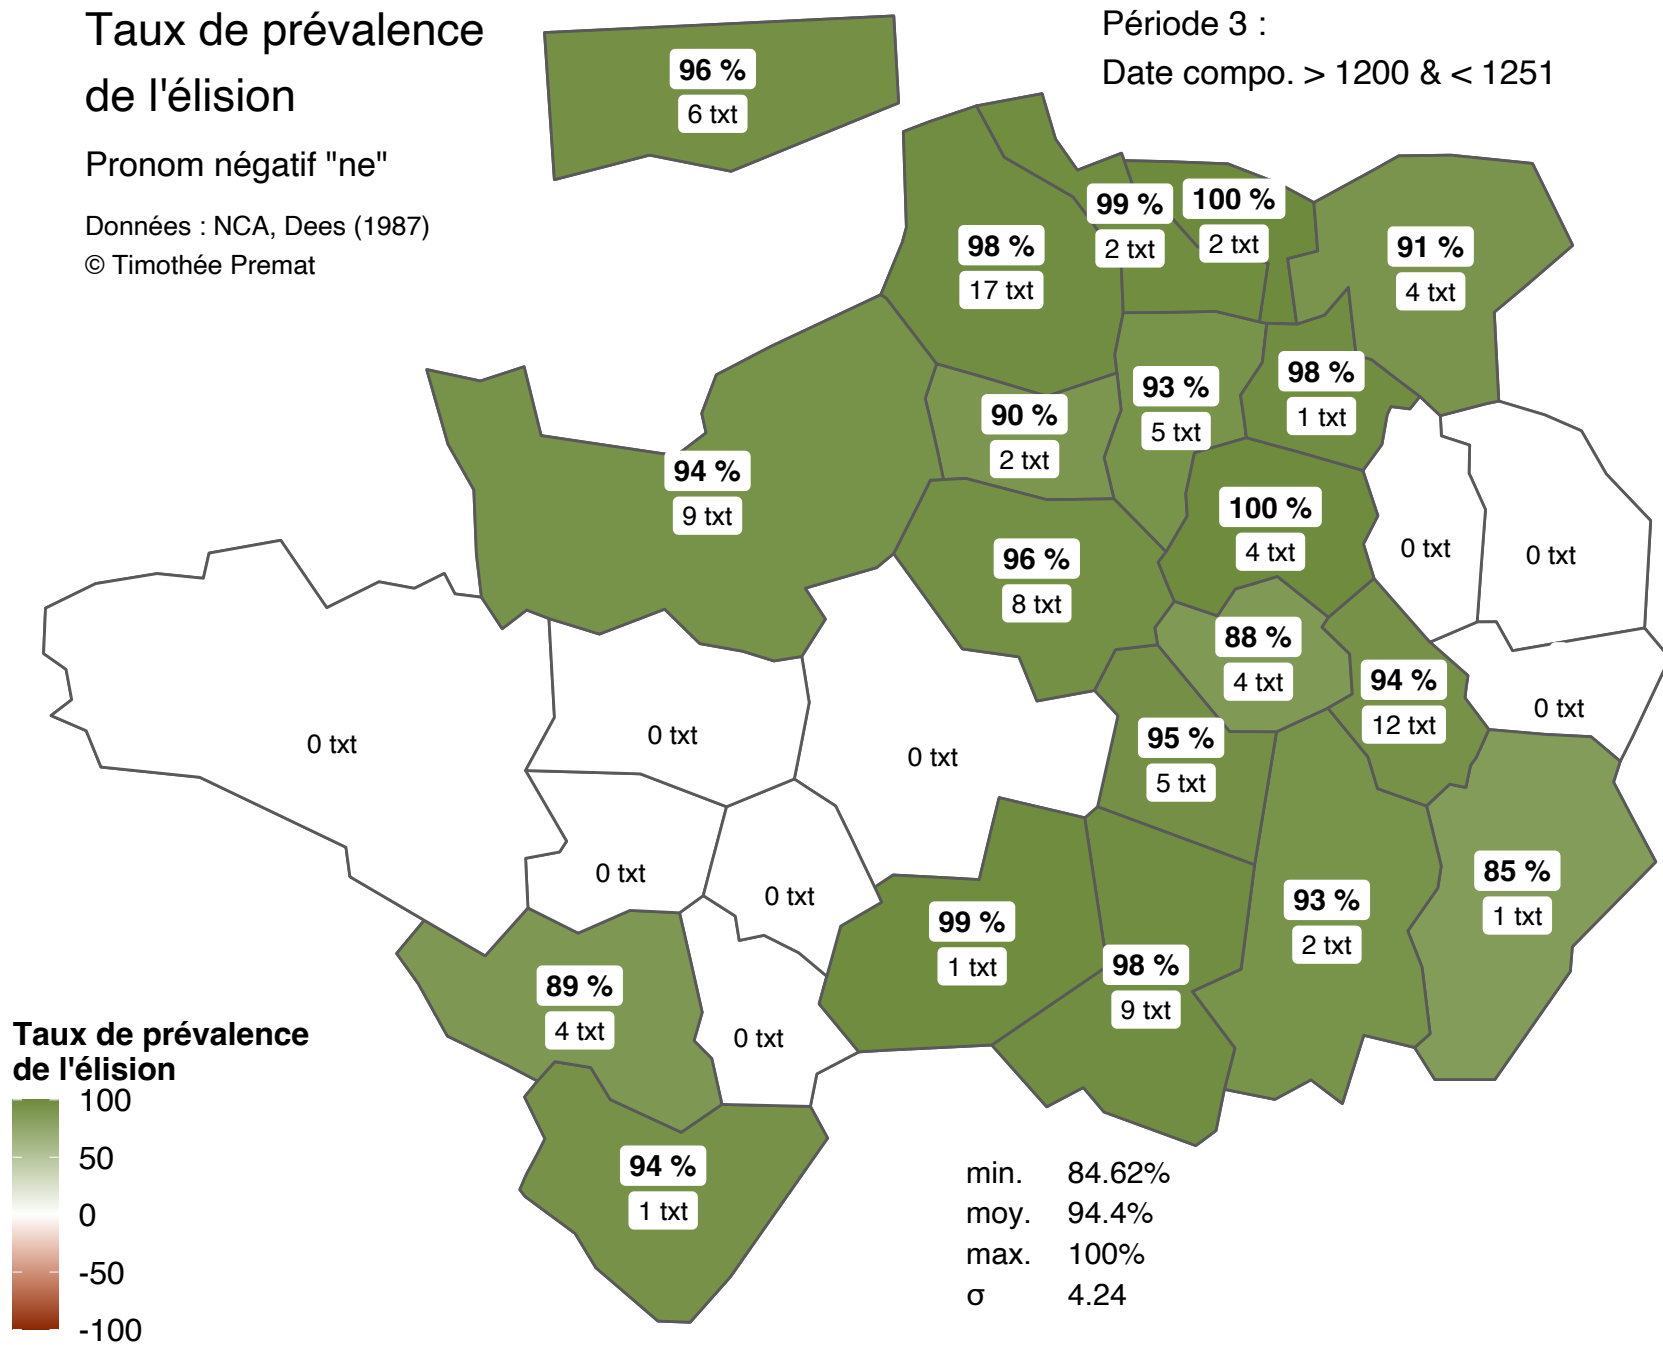 Taux de prévalence
de l'élision
Pronom négatif "ne"
Données : NCA, Dees (1987)
© Timothée Premat
Période 3 :
Date compo. > 1200 & < 1251
96 %
6 txt
99 %
2 txt
100 %
2 txt
98 %
17 txt
91 %
4 txt
98 %
1 txt
93 %
5 txt
90 %
2 txt
94 %
9 txt
100 %
4 txt
0 txt
0 txt
96 %
8 txt
88 %
4 txt
94 %
12 txt
0 txt
0 txt
0 txt
0 txt
95 %
5 txt
0 txt
0 txt
85 %
1 txt
93 %
2 txt
99 %
1 txt
98 %
9 txt
89 %
4 txt
0 txt
94 %
1 txt
Taux de prévalence
de l'élision
100
50
0
-50
-100
min. 84.62%
moy. 94.4%
max. 100%
σ 4.24